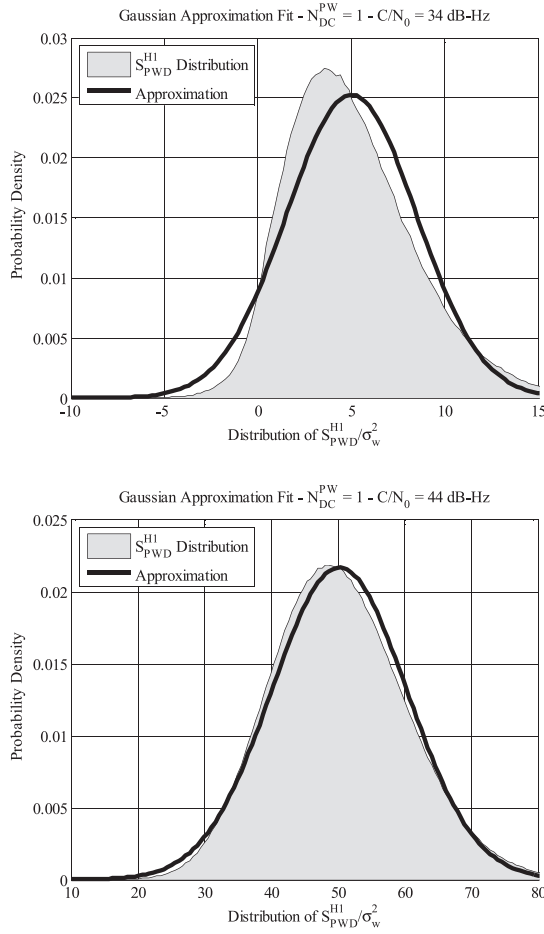 Gaussian Approximation Fit - N_DC^PW = 1 - C/N_0 = 34 dB-Hz
S_PWD^H1 Distribution
Approximation
Probability Density
0.03
0.025
0.02
0.015
0.01
0.005
0
-10 -5 0 5 10 15
Distribution of S_PWD^H1/σ_w^2
Gaussian Approximation Fit - N_DC^PW = 1 - C/N_0 = 44 dB-Hz
S_PWD^H1 Distribution
Approximation
Probability Density
0.025
0.02
0.015
0.01
0.005
0
10 20 30 40 50 60 70 80
Distribution of S_PWD^H1/σ_w^2